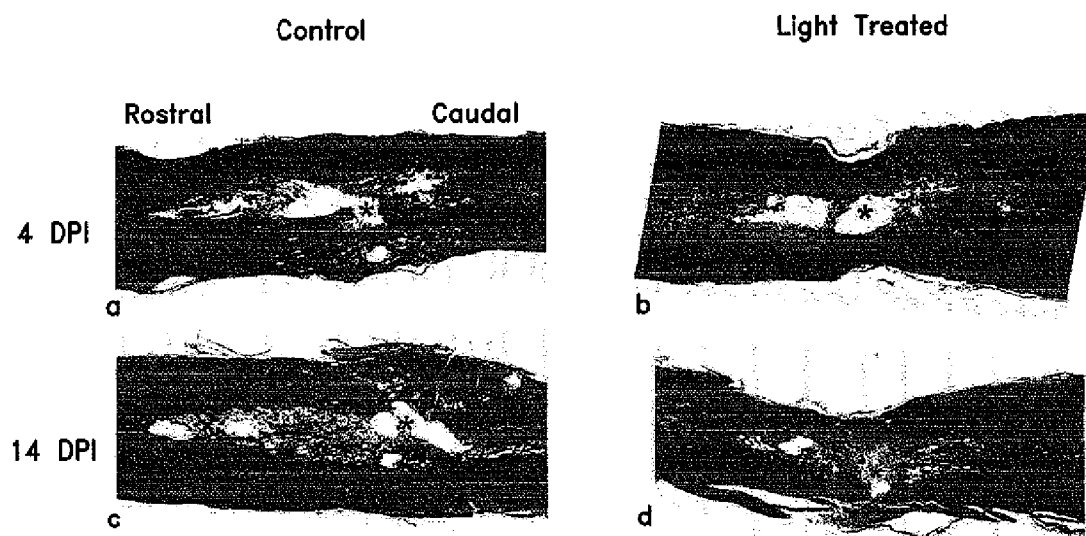 Control
Light Treated
Rostral
Caudal
4 DPI
*
*
a
b
14 DPI
*
c
d